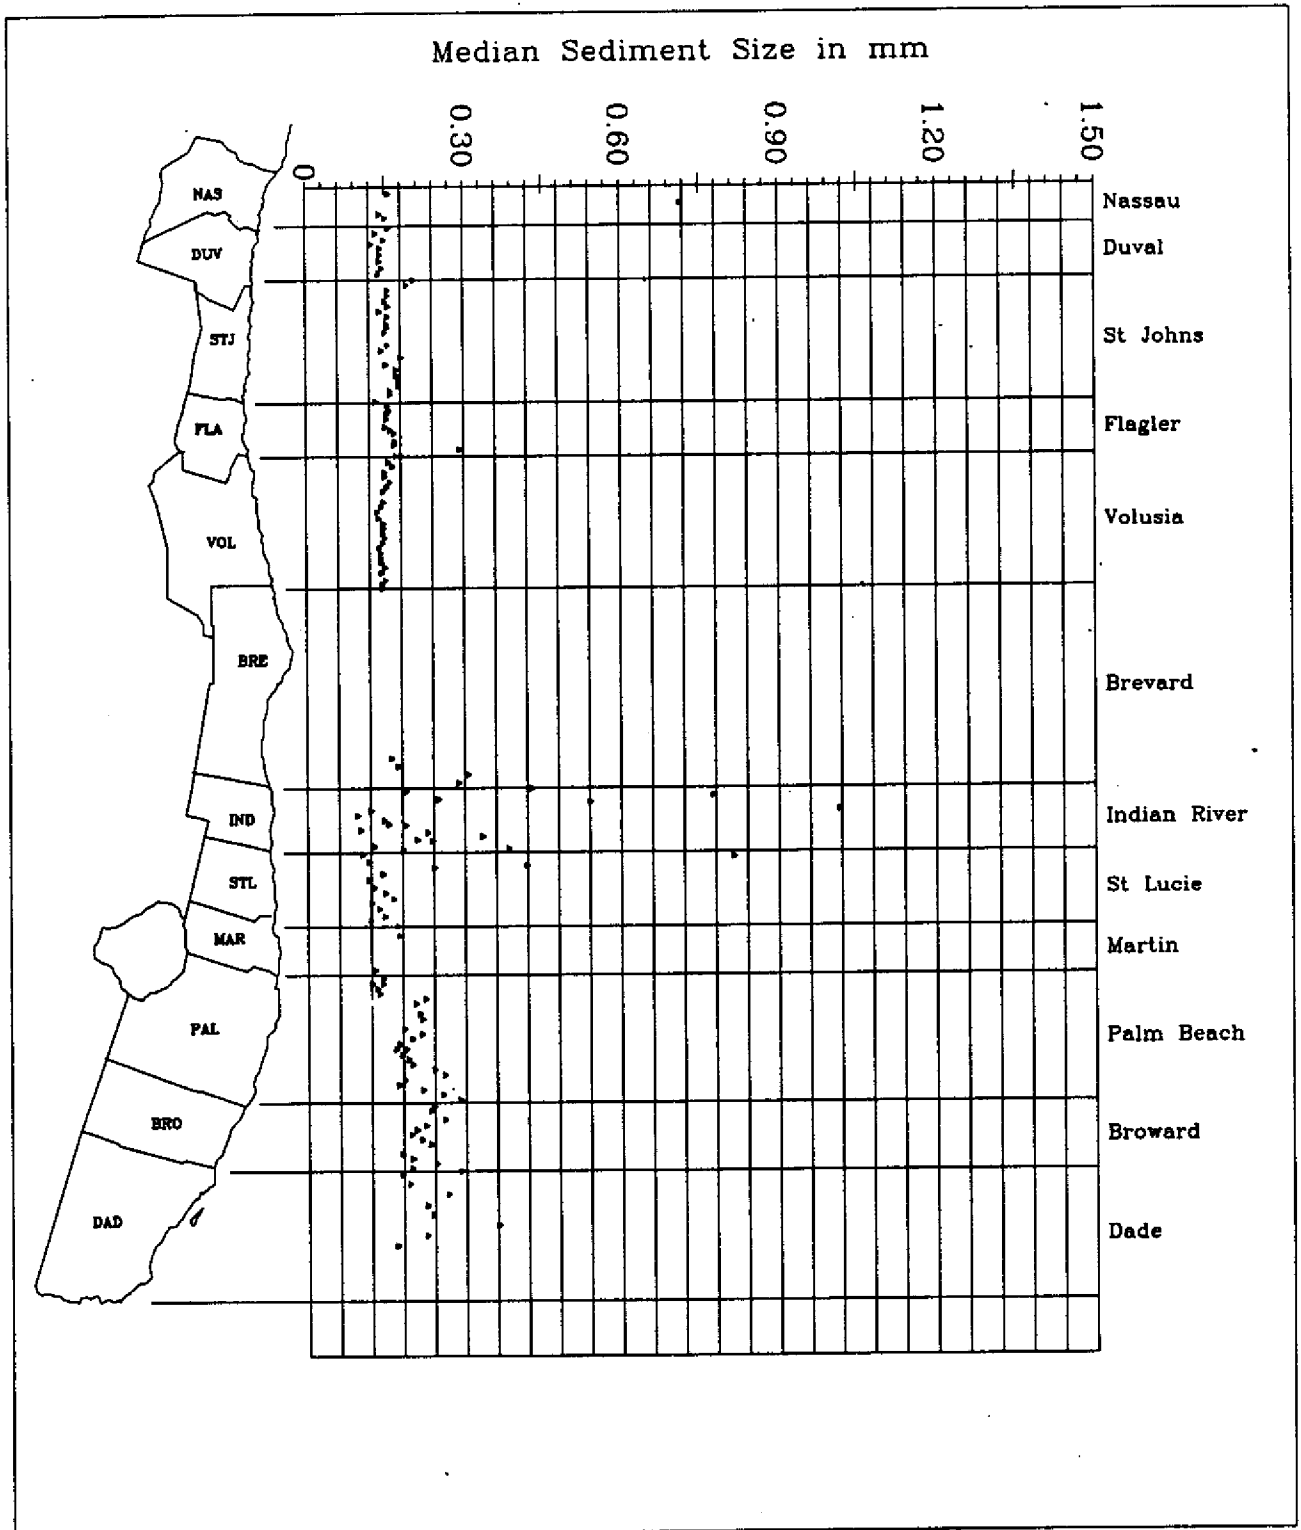 Median Sediment Size in mm
0
0.30
0.60
0.90
1.20
1.50
NAS
DUV
STJ
FLA
VOL
BRE
IND
STL
MAR
PAL
BRO
DAD
Nassau
Duval
St Johns
Flagler
Volusia
Brevard
Indian River
St Lucie
Martin
Palm Beach
Broward
Dade